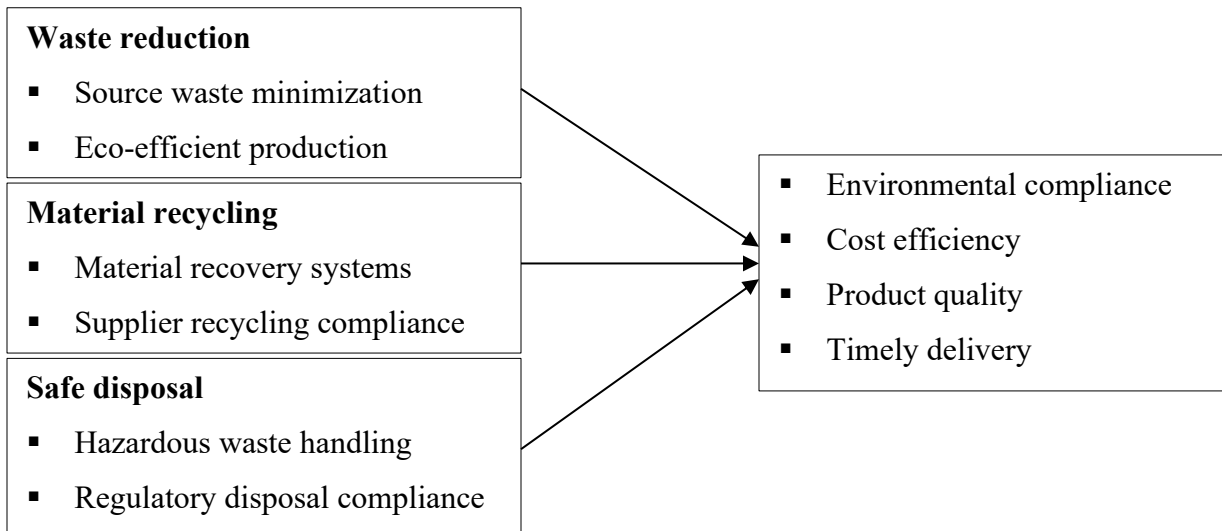 Waste reduction
▪ Source waste minimization
▪ Eco-efficient production
Material recycling
▪ Material recovery systems
▪ Supplier recycling compliance
Safe disposal
▪ Hazardous waste handling
▪ Regulatory disposal compliance
▪ Environmental compliance
▪ Cost efficiency
▪ Product quality
▪ Timely delivery